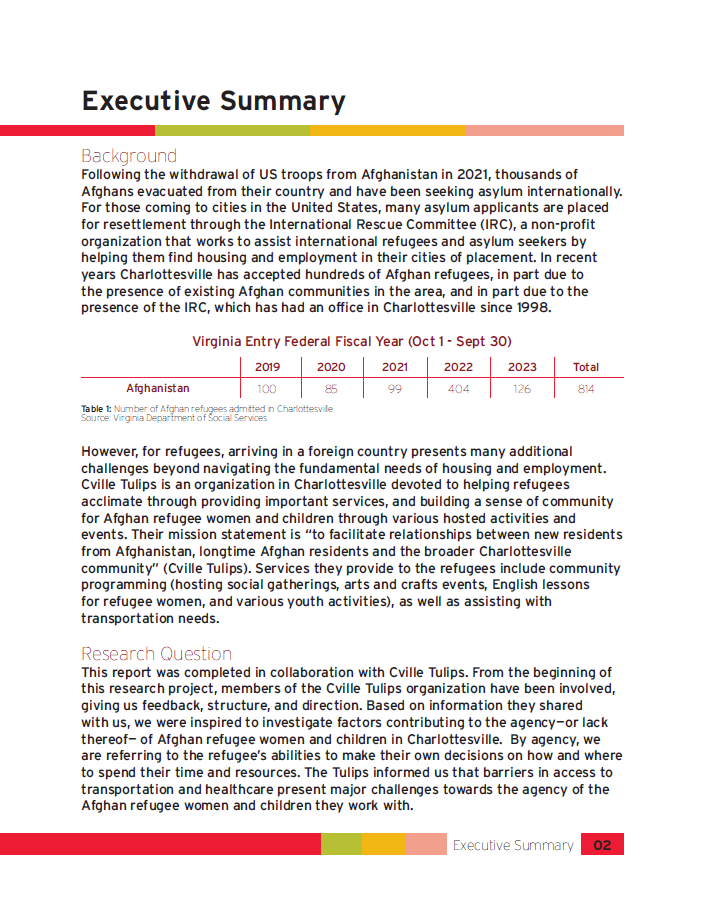 Executive Summary
Background
Following the withdrawal of US troops from Afghanistan in 2021, thousands of
Afghans evacuated from their country and have been seeking asylum internationally.
For those coming to cities in the United States, many asylum applicants are placed
for resettlement through the International Rescue Committee (IRC), a non-profit
organization that works to assist international refugees and asylum seekers by
helping them find housing and employment in their cities of placement. In recent
years Charlottesville has accepted hundreds of Afghan refugees, in part due to
the presence of existing Afghan communities in the area, and in part due to the
presence of the IRC, which has had an office in Charlottesville since 1998.
Virginia Entry Federal Fiscal Year (Oct 1 - Sept 30)
2019 2020 2021 2022 2023 Total
Afghanistan 100 85 99 404 126 814
Table 1: Number of Afghan refugees admitted in Charlottesville
Source: Virginia Department of Social Services
However, for refugees, arriving in a foreign country presents many additional
challenges beyond navigating the fundamental needs of housing and employment.
Cville Tulips is an organization in Charlottesville devoted to helping refugees
acclimate through providing important services, and building a sense of community
for Afghan refugee women and children through various hosted activities and
events. Their mission statement is “to facilitate relationships between new residents
from Afghanistan, longtime Afghan residents and the broader Charlottesville
community” (Cville Tulips). Services they provide to the refugees include community
programming (hosting social gatherings, arts and crafts events, English lessons
for refugee women, and various youth activities), as well as assisting with
transportation needs.
Research Question
This report was completed in collaboration with Cville Tulips. From the beginning of
this research project, members of the Cville Tulips organization have been involved,
giving us feedback, structure, and direction. Based on information they shared
with us, we were inspired to investigate factors contributing to the agency—or lack
thereof— of Afghan refugee women and children in Charlottesville.  By agency, we
are referring to the refugee’s abilities to make their own decisions on how and where
to spend their time and resources. The Tulips informed us that barriers in access to
transportation and healthcare present major challenges towards the agency of the
Afghan refugee women and children they work with.
Executive Summary 02